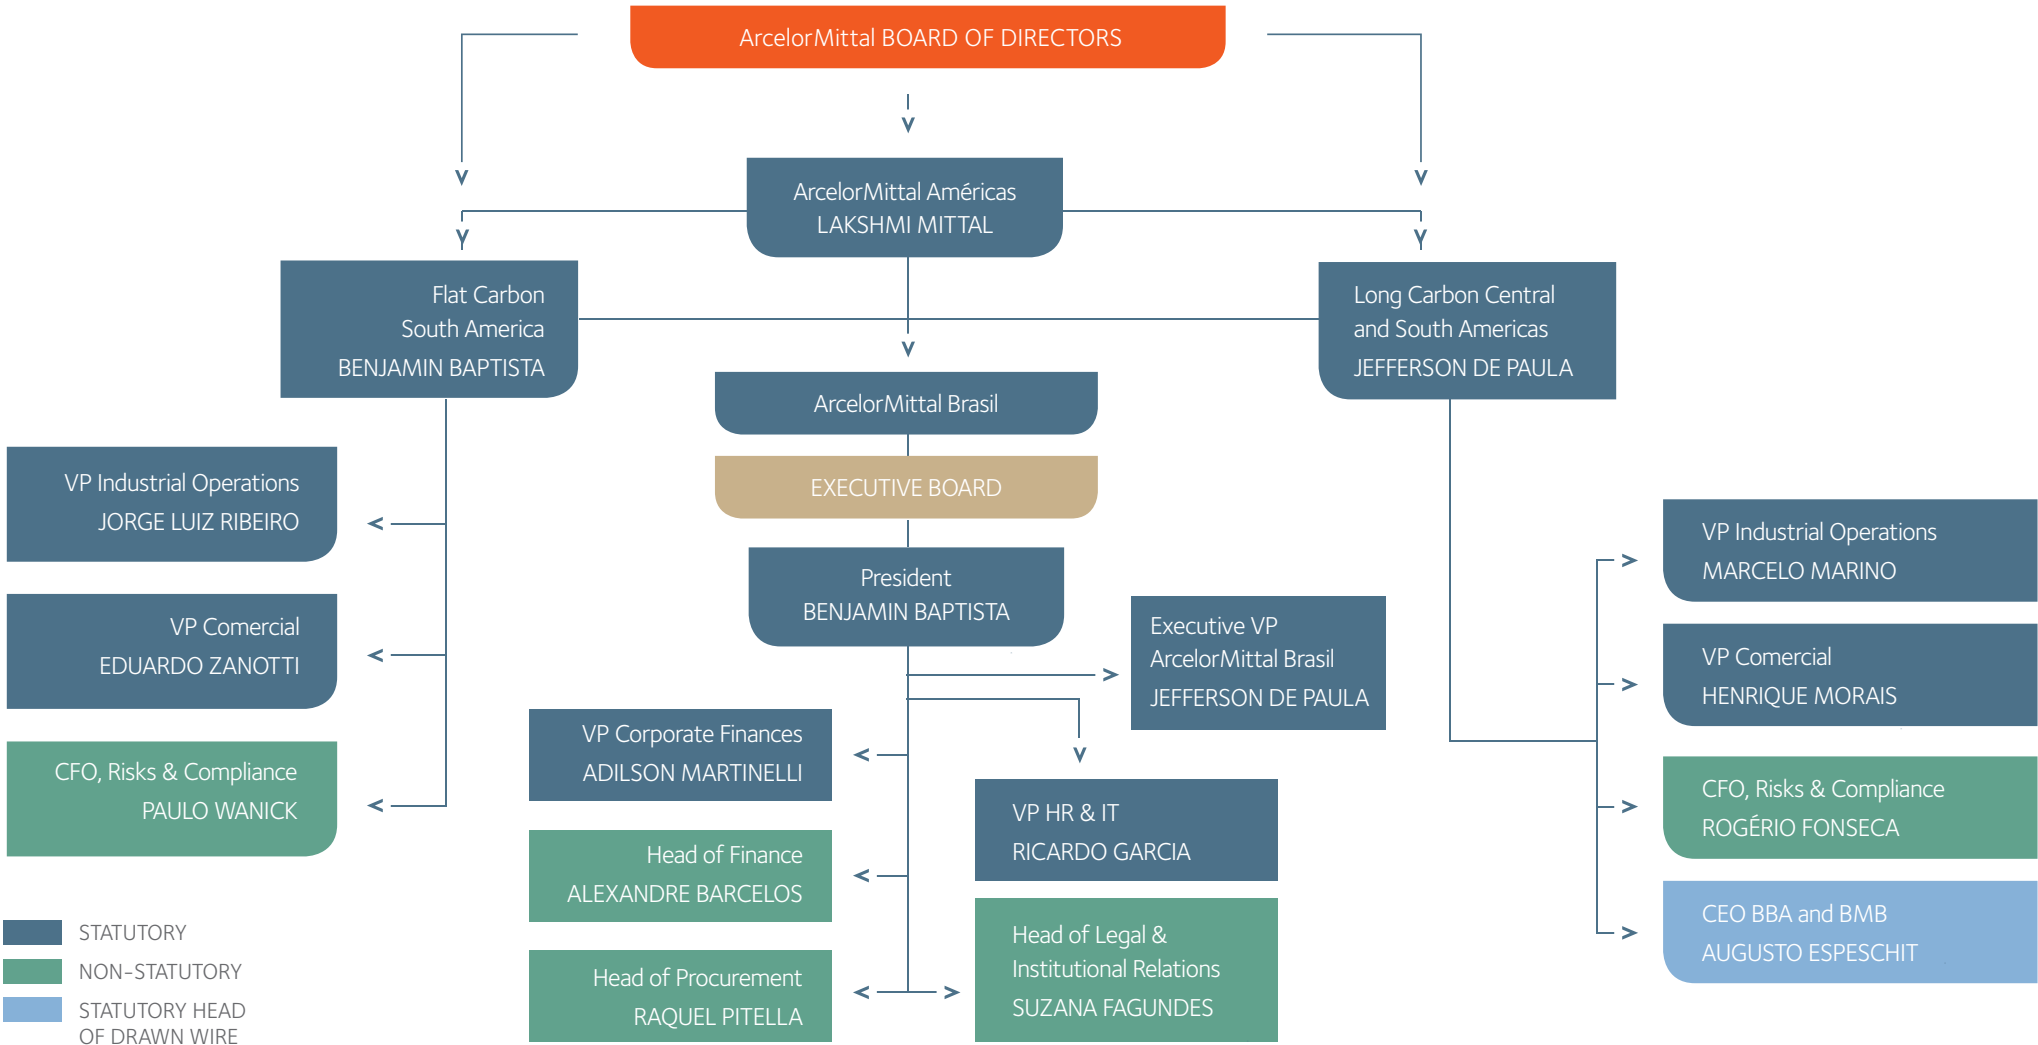 ArcelorMittal BOARD OF DIRECTORS
ArcelorMittal Américas
LAKSHMI MITTAL
Flat Carbon
South America
BENJAMIN BAPTISTA
Long Carbon Central
and South Americas
JEFFERSON DE PAULA
ArcelorMittal Brasil
EXECUTIVE BOARD
President
BENJAMIN BAPTISTA
VP Industrial Operations
JORGE LUIZ RIBEIRO
VP Comercial
EDUARDO ZANOTTI
CFO, Risks & Compliance
PAULO WANICK
Executive VP
ArcelorMittal Brasil
JEFFERSON DE PAULA
VP Corporate Finances
ADILSON MARTINELLI
Head of Finance
ALEXANDRE BARCELOS
Head of Procurement
RAQUEL PITELLA
VP HR & IT
RICARDO GARCIA
Head of Legal &
Institutional Relations
SUZANA FAGUNDES
VP Industrial Operations
MARCELO MARINO
VP Comercial
HENRIQUE MORAIS
CFO, Risks & Compliance
ROGÉRIO FONSECA
CEO BBA and BMB
AUGUSTO ESPESCHIT
STATUTORY
NON-STATUTORY
STATUTORY HEAD
OF DRAWN WIRE